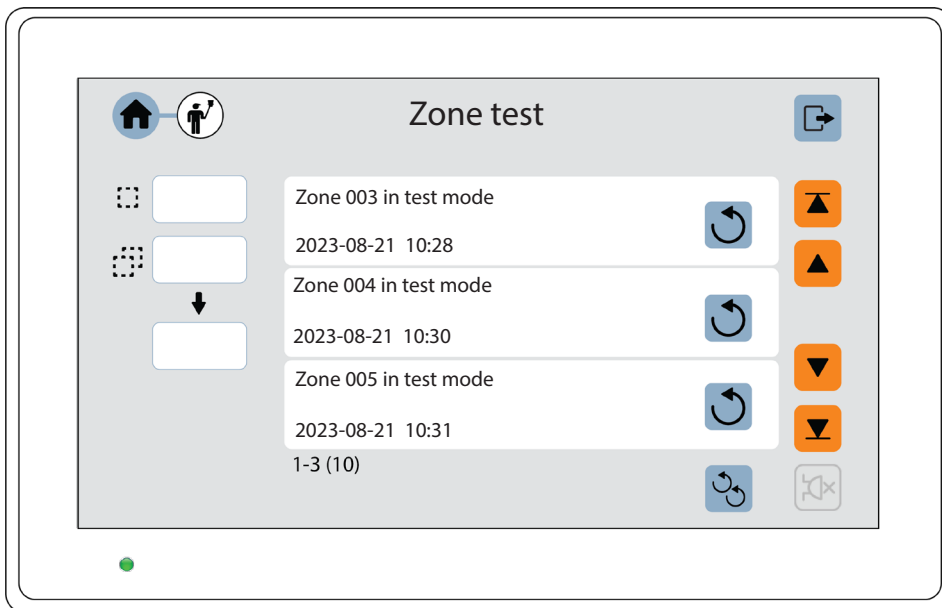 Zone test
Zone 003 in test mode
2023-08-21 10:28
Zone 004 in test mode
2023-08-21 10:30
Zone 005 in test mode
2023-08-21 10:31
1-3 (10)